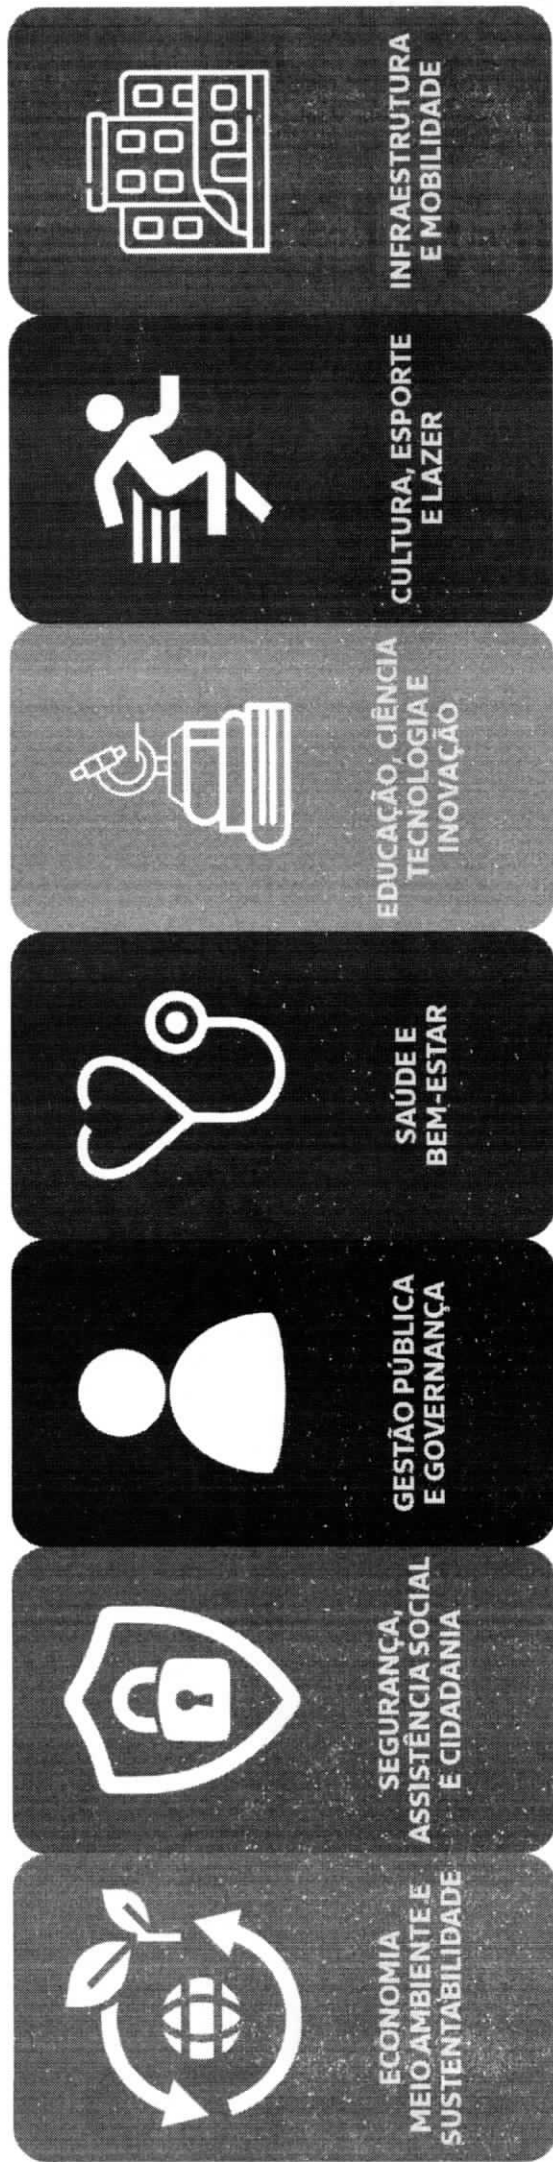 ECONOMIA
MEIO AMBIENTE E
SUSTENTABILIDADE
SEGURANÇA,
ASSISTÊNCIA SOCIAL
E CIDADANIA
GESTÃO PÚBLICA
E GOVERNANÇA
SAÚDE E
BEM-ESTAR
EDUCAÇÃO, CIÊNCIA
TECNOLOGIA E
INOVAÇÃO
CULTURA, ESPORTE
E LAZER
INFRAESTRUTURA
E MOBILIDADE